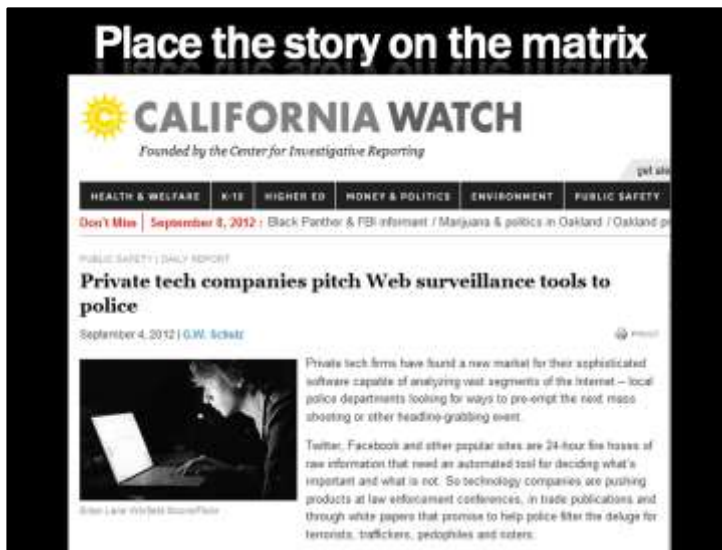 Place the story on the matrix
CALIFORNIA WATCH
Founded by the Center for Investigative Reporting
get ale
HEALTH & WELFARE K-12 HIGHER ED MONEY & POLITICS ENVIRONMENT PUBLIC SAFETY
Don't Miss | September 8, 2012 : Black Panther & FBI informant / Marijuana & politics in Oakland / Oakland p
PUBLIC SAFETY | DAILY REPORT
Private tech companies pitch Web surveillance tools to
police
September 4, 2012 | G.W. Schulz
PRINT
Private tech firms have found a new market for their sophisticated
software capable of analyzing vast segments of the Internet – local
police departments looking for ways to pre-empt the next mass
shooting or other headline-grabbing event.
Twitter, Facebook and other popular sites are 24-hour fire hoses of
raw information that need an automated tool for deciding what's
important and what is not. So technology companies are pushing
products at law enforcement conferences, in trade publications and
through white papers that promise to help police filter the deluge for
terrorists, traffickers, pedophiles and rioters.
Brian Lane Winfield